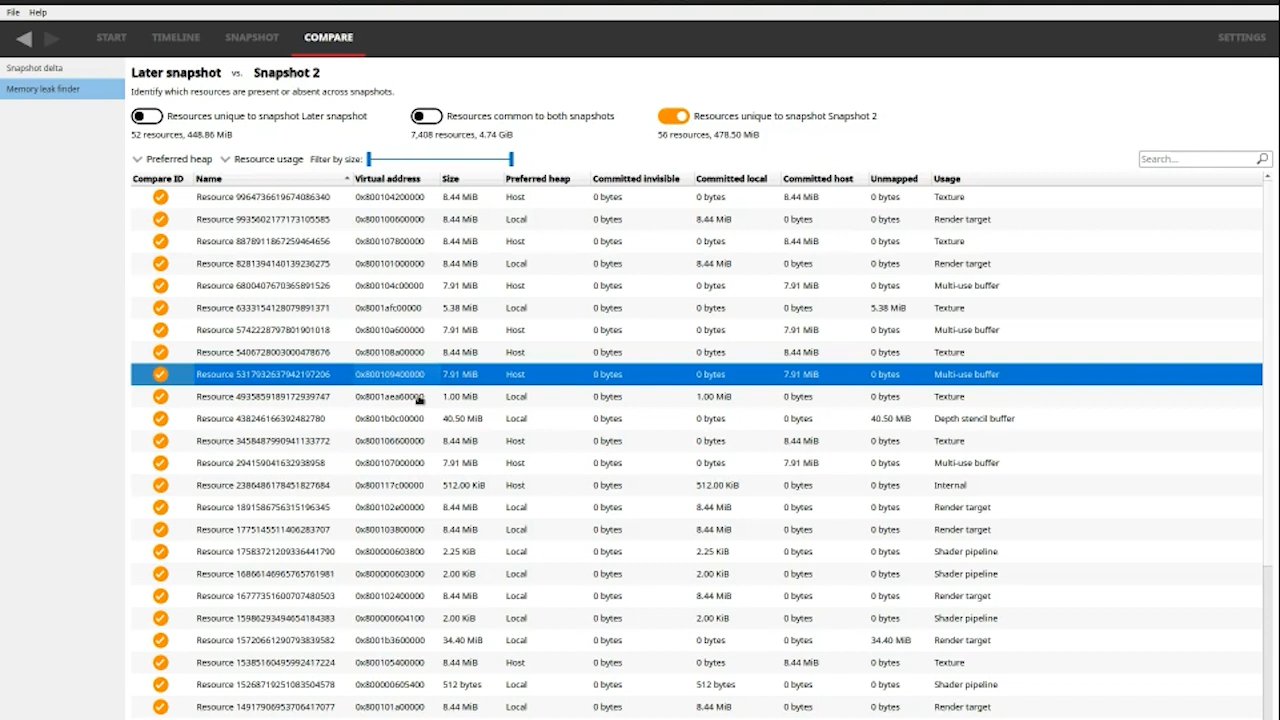 File Help
START TIMELINE SNAPSHOT COMPARE SETTINGS
Snapshot delta
Memory leak finder
Later snapshot vs. Snapshot 2
Identify which resources are present or absent across snapshots.
Resources unique to snapshot Later snapshot Resources common to both snapshots Resources unique to snapshot Snapshot 2
52 resources, 448.86 MiB 7,408 resources, 4.74 GiB 56 resources, 478.50 MiB
Preferred heap Resource usage Filter by size: Search...
Compare ID Name Virtual address Size Preferred heap Committed invisible Committed local Committed host Unmapped Usage
Resource 9964736619674086340 0x800104200000 8.44 MiB Host 0 bytes 0 bytes 8.44 MiB 0 bytes Texture
Resource 9935602177173105585 0x800100600000 8.44 MiB Local 0 bytes 8.44 MiB 0 bytes 0 bytes Render target
Resource 8878911867259464656 0x800107800000 8.44 MiB Host 0 bytes 0 bytes 8.44 MiB 0 bytes Texture
Resource 8281394140139236275 0x800101000000 8.44 MiB Local 0 bytes 8.44 MiB 0 bytes 0 bytes Render target
Resource 6800407670365891526 0x800104c00000 7.91 MiB Host 0 bytes 0 bytes 7.91 MiB 0 bytes Multi-use buffer
Resource 6333154128079891371 0x8001afc00000 5.38 MiB Local 0 bytes 0 bytes 0 bytes 5.38 MiB Texture
Resource 5742228797801901018 0x80010a600000 7.91 MiB Host 0 bytes 0 bytes 7.91 MiB 0 bytes Multi-use buffer
Resource 5406728003000478676 0x800108a00000 8.44 MiB Host 0 bytes 0 bytes 8.44 MiB 0 bytes Texture
Resource 5317932637942197206 0x800109400000 7.91 MiB Host 0 bytes 0 bytes 7.91 MiB 0 bytes Multi-use buffer
Resource 4935859189172939747 0x8001aea60000 1.00 MiB Local 0 bytes 1.00 MiB 0 bytes 0 bytes Texture
Resource 438246166392482780 0x8001b0c00000 40.50 MiB Local 0 bytes 0 bytes 0 bytes 40.50 MiB Depth stencil buffer
Resource 3458487990941133772 0x800106600000 8.44 MiB Host 0 bytes 0 bytes 8.44 MiB 0 bytes Texture
Resource 294159041632938958 0x800107000000 7.91 MiB Host 0 bytes 0 bytes 7.91 MiB 0 bytes Multi-use buffer
Resource 2386486178451827684 0x800117c00000 512.00 KiB Host 0 bytes 512.00 KiB 0 bytes 0 bytes Internal
Resource 1891586756315196345 0x800102e00000 8.44 MiB Local 0 bytes 8.44 MiB 0 bytes 0 bytes Render target
Resource 1775145511406283707 0x800103800000 8.44 MiB Local 0 bytes 8.44 MiB 0 bytes 0 bytes Render target
Resource 17583721209336441790 0x800000603800 2.25 KiB Local 0 bytes 2.25 KiB 0 bytes 0 bytes Shader pipeline
Resource 16866146965765761981 0x800000603000 2.00 KiB Local 0 bytes 2.00 KiB 0 bytes 0 bytes Shader pipeline
Resource 16777351600707480503 0x800102400000 8.44 MiB Local 0 bytes 8.44 MiB 0 bytes 0 bytes Render target
Resource 15986293494654184383 0x800000604100 2.00 KiB Local 0 bytes 2.00 KiB 0 bytes 0 bytes Shader pipeline
Resource 15720661290793839582 0x8001b3600000 34.40 MiB Local 0 bytes 0 bytes 0 bytes 34.40 MiB Render target
Resource 15385160495992417224 0x800105400000 8.44 MiB Host 0 bytes 0 bytes 8.44 MiB 0 bytes Texture
Resource 15268719251083504578 0x800000605400 512 bytes Local 0 bytes 512 bytes 0 bytes 0 bytes Shader pipeline
Resource 14917906953706417077 0x800101a00000 8.44 MiB Local 0 bytes 8.44 MiB 0 bytes 0 bytes Render target